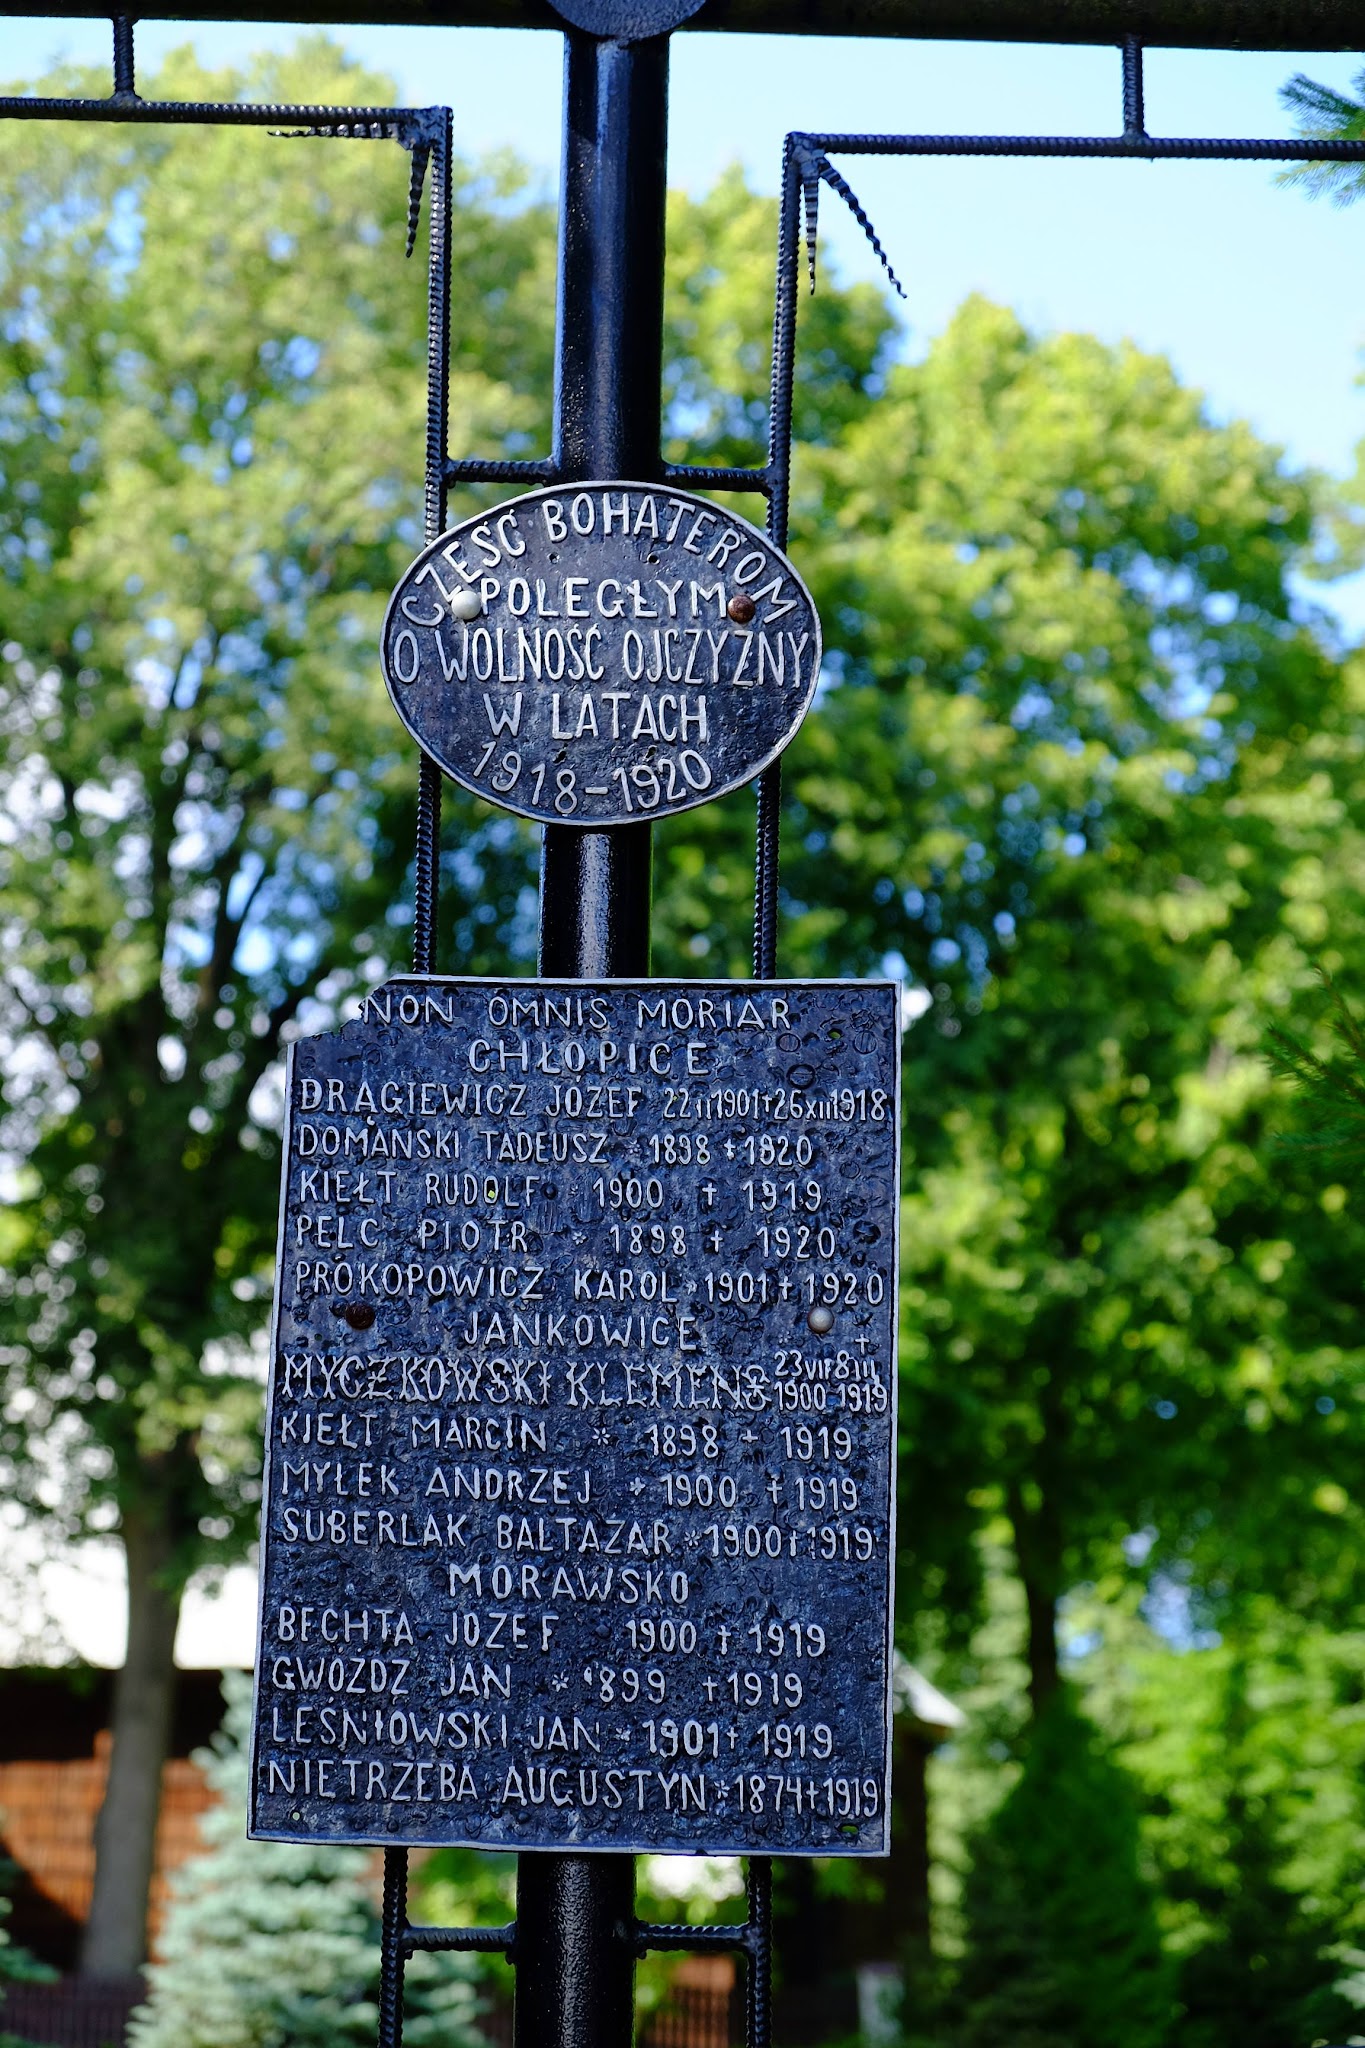 CZEŚĆ BOHATEROM
POLEGŁYM
O WOLNOŚĆ OJCZYZNY
W LATACH
1918-1920
NON OMNIS MORIAR
CHŁOPICE
DRĄGIEWICZ JÓZEF 22 II 1901 + 26 XII 1918
DOMAŃSKI TADEUSZ * 1898 + 1920
KIEŁT RUDOLF * 1900 + 1919
PELC PIOTR * 1898 + 1920
PROKOPOWICZ KAROL * 1901 + 1920
JANKOWICE
* +
23 VII 8 III
MYCZKOWSKI KLEMENS 1900-1919
KIEŁT MARCIN * 1898 + 1919
MYŁEK ANDRZEJ * 1900 + 1919
SUBERLAK BALTAZAR * 1900 + 1919
MORAWSKO
BECHTA JÓZEF 1900 + 1919
GWÓŹDŹ JAN * 1899 + 1919
LEŚNIOWSKI JAN * 1901 + 1919
NIETRZEBA AUGUSTYN * 1874 + 1919